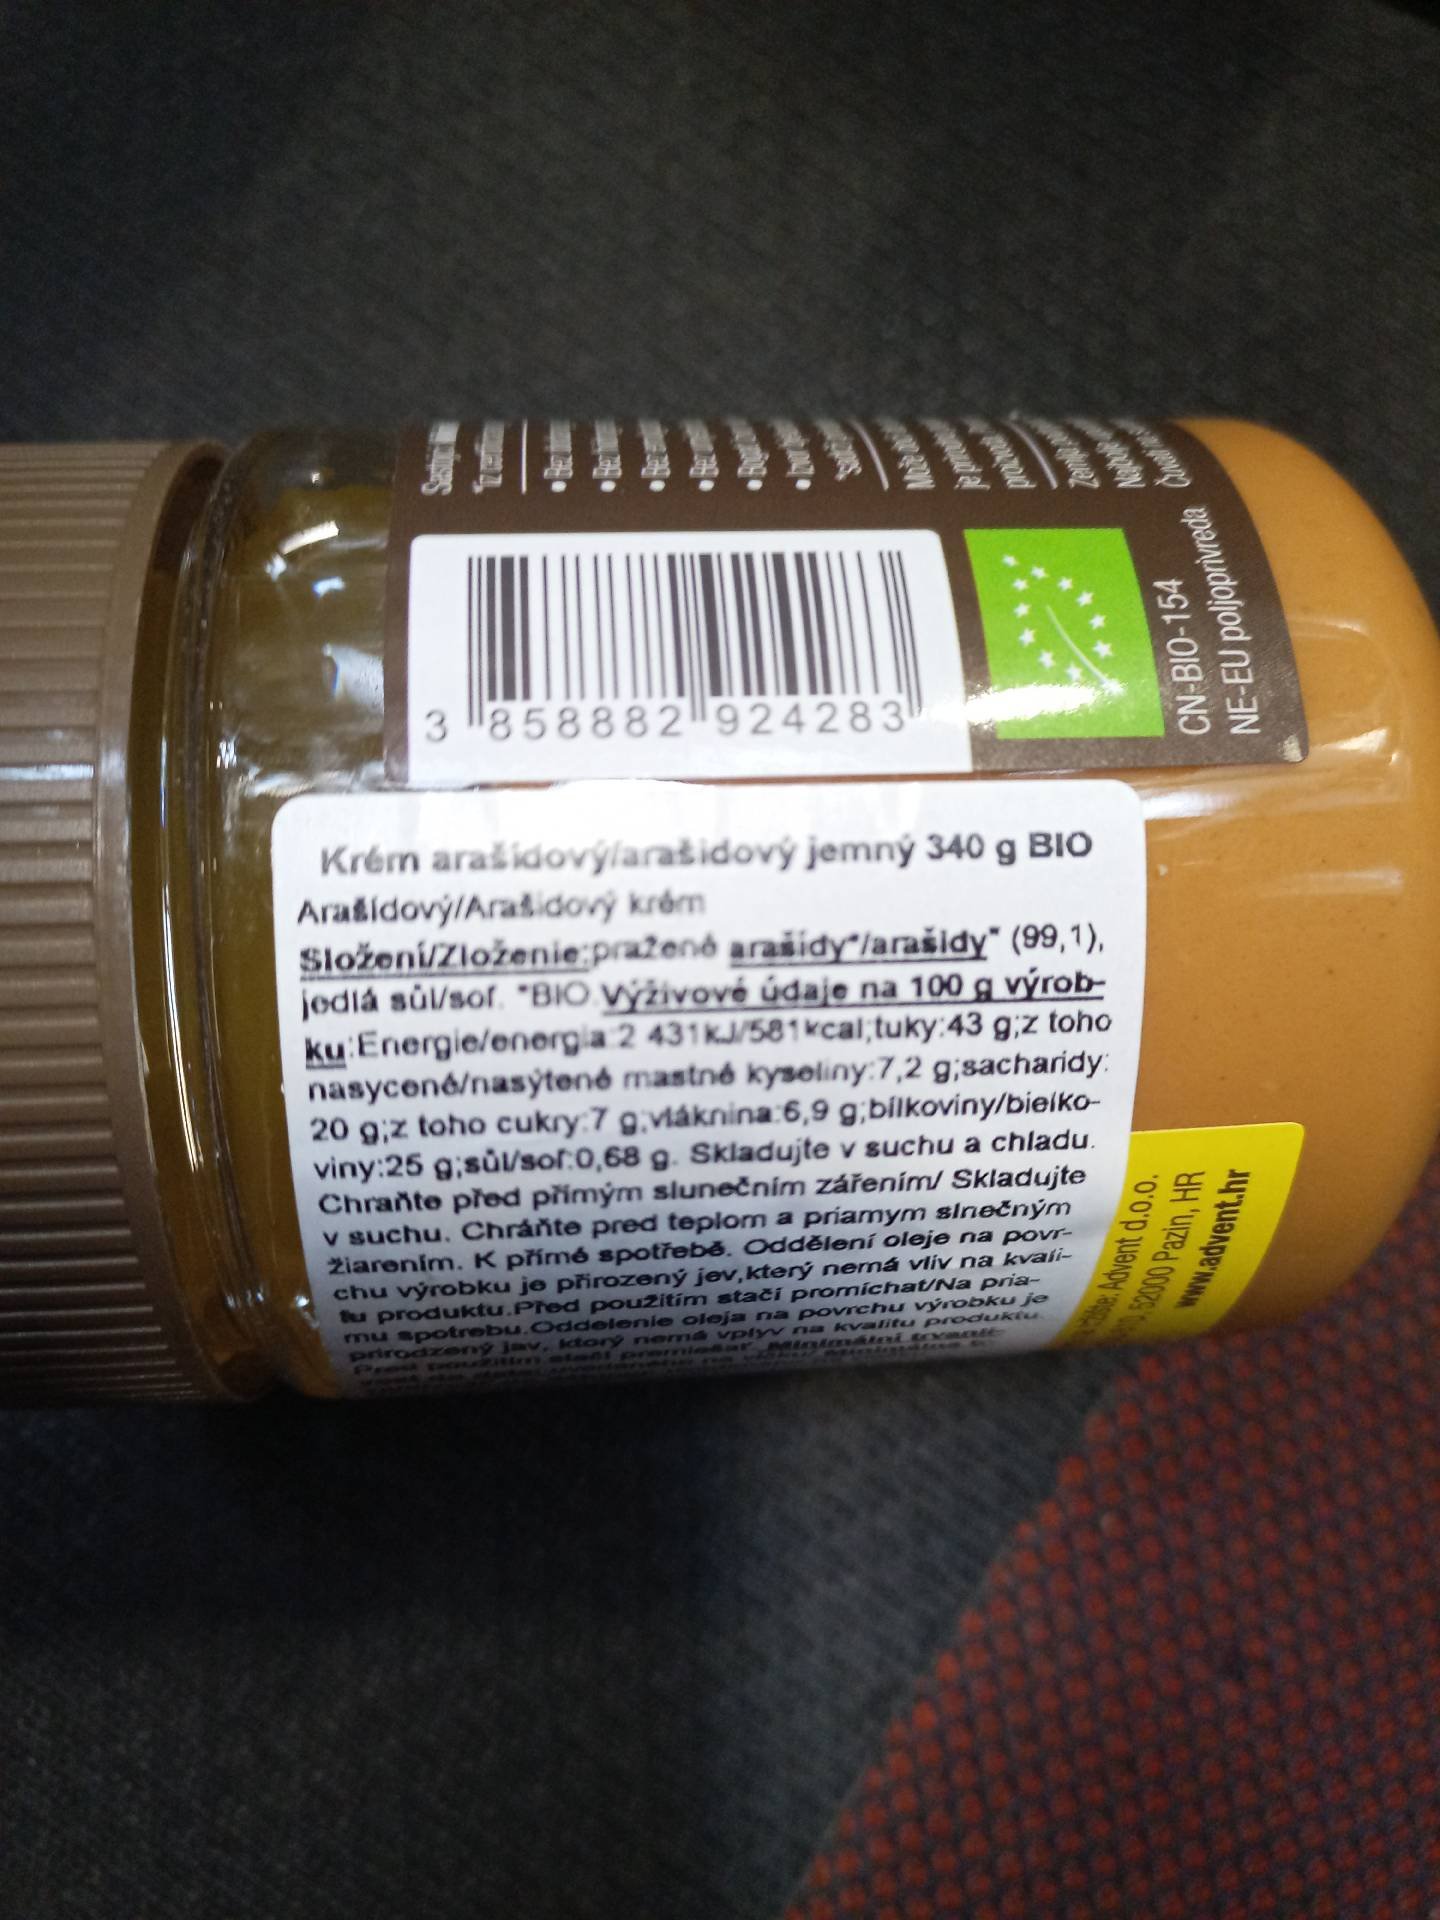 3 858882 924283
CN-BIO-154
NE-EU poljoprivreda
Krém arašídový/arašidový jemný 340 g BIO
Arašídový/Arašidový krém
Složení/Zloženie:pražené arašídy*/arašidy* (99,1),
jedlá sůl/soľ. *BIO.Výživové údaje na 100 g výrob-
ku:Energie/energia:2 431kJ/581kcal;tuky:43 g;z toho
nasycené/nasýtené mastné kyseliny:7,2 g;sacharidy:
20 g;z toho cukry:7 g;vláknina:6,9 g;bílkoviny/bielko-
viny:25 g;sůl/soľ:0,68 g. Skladujte v suchu a chladu.
Chraňte před přímým slunečním zářením/ Skladujte
v suchu. Chráňte pred teplom a priamym slnečným
žiarením. K přímé spotřebě. Oddělení oleje na povr-
chu výrobku je přirozený jev,který nemá vliv na kvali-
tu produktu.Před použitím stačí promíchat/Na pria-
mu spotrebu.Oddelenie oleja na povrchu výrobku je
prirodzený jav, ktorý nemá vplyv na kvalitu produktu.
Pred použitím stačí premiešať.
Advent d.o.o.
52000 Pazin, HR
www.advent.hr